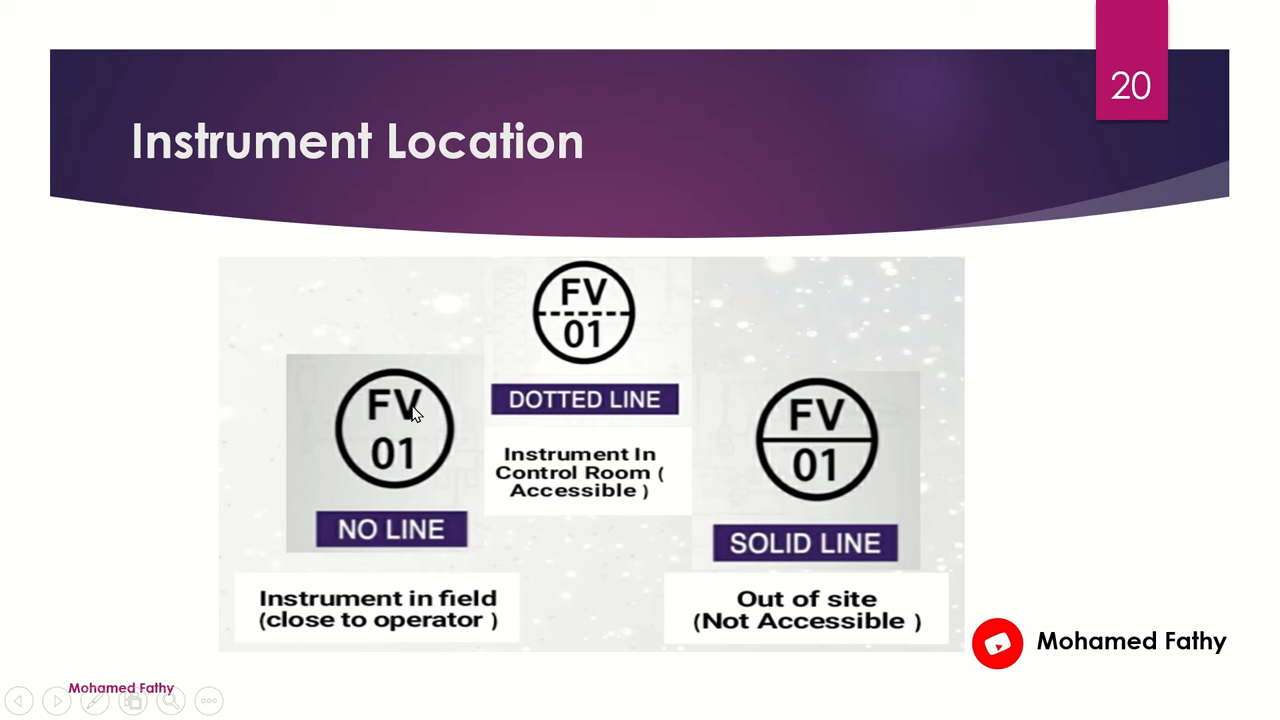 20
Instrument Location
FV
01
NO LINE
Instrument in field
(close to operator )
FV
01
DOTTED LINE
Instrument In
Control Room (
Accessible )
FV
01
SOLID LINE
Out of site
(Not Accessible )
Mohamed Fathy
Mohamed Fathy